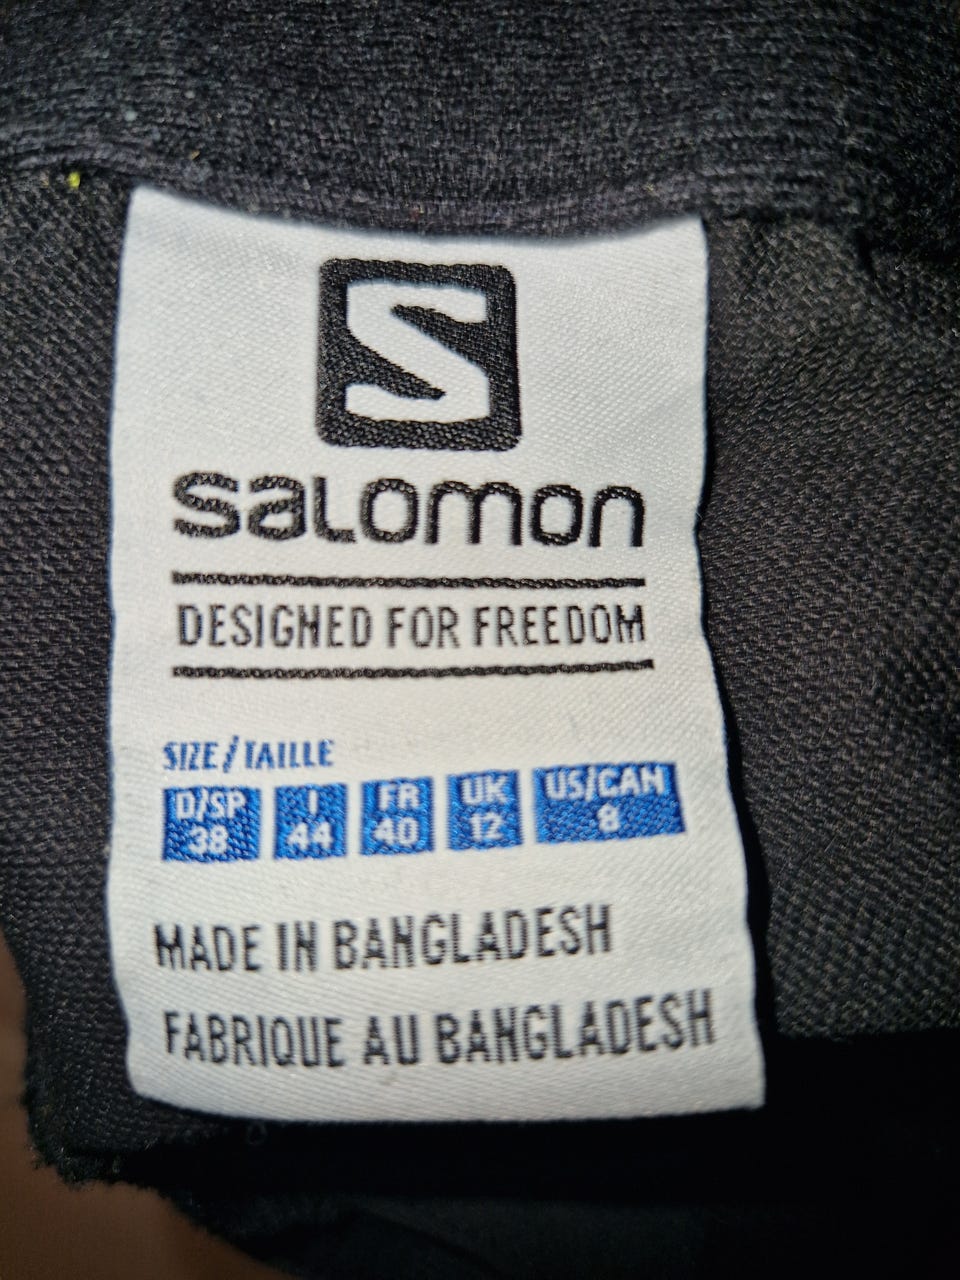 S
salomon
DESIGNED FOR FREEDOM
SIZE/TAILLE
D/SP I FR UK US/CAN
38 44 40 12 8
MADE IN BANGLADESH
FABRIQUE AU BANGLADESH